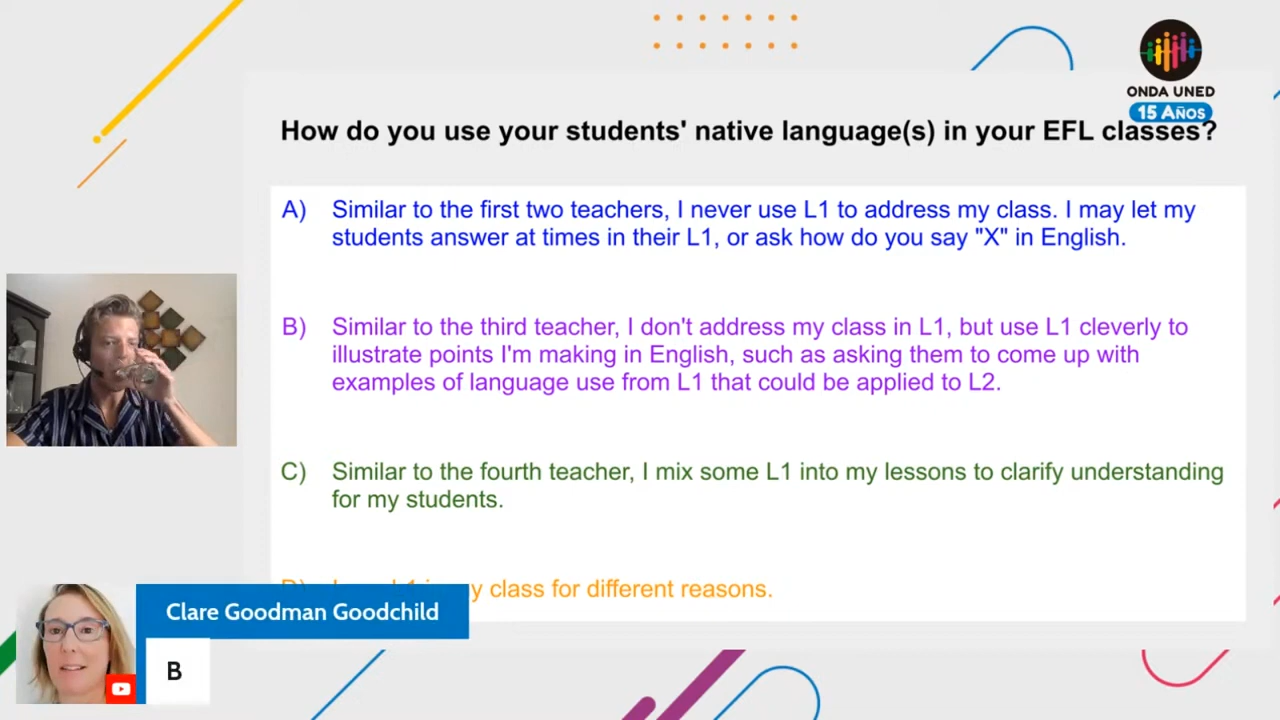 ONDA UNED
15 AÑOS
How do you use your students' native language(s) in your EFL classes?
A) Similar to the first two teachers, I never use L1 to address my class. I may let my
students answer at times in their L1, or ask how do you say "X" in English.
B) Similar to the third teacher, I don't address my class in L1, but use L1 cleverly to
illustrate points I'm making in English, such as asking them to come up with
examples of language use from L1 that could be applied to L2.
C) Similar to the fourth teacher, I mix some L1 into my lessons to clarify understanding
for my students.
class for different reasons.
Clare Goodman Goodchild
B